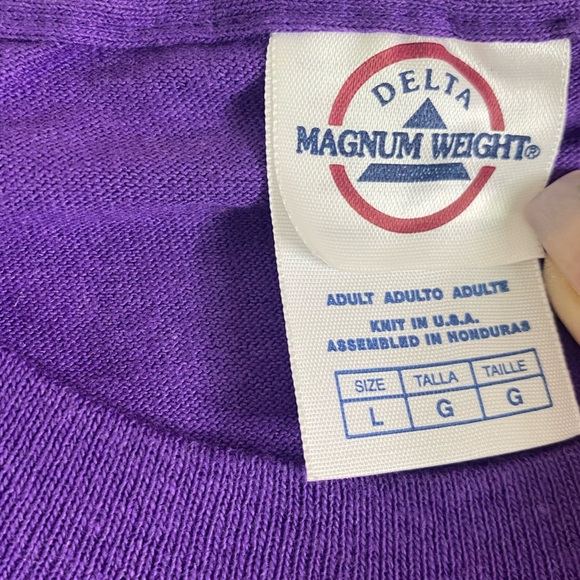 DELTA
MAGNUM WEIGHT®
ADULT ADULTO ADULTE
KNIT IN U.S.A.
ASSEMBLED IN HONDURAS
SIZE TALLA TAILLE
L G G